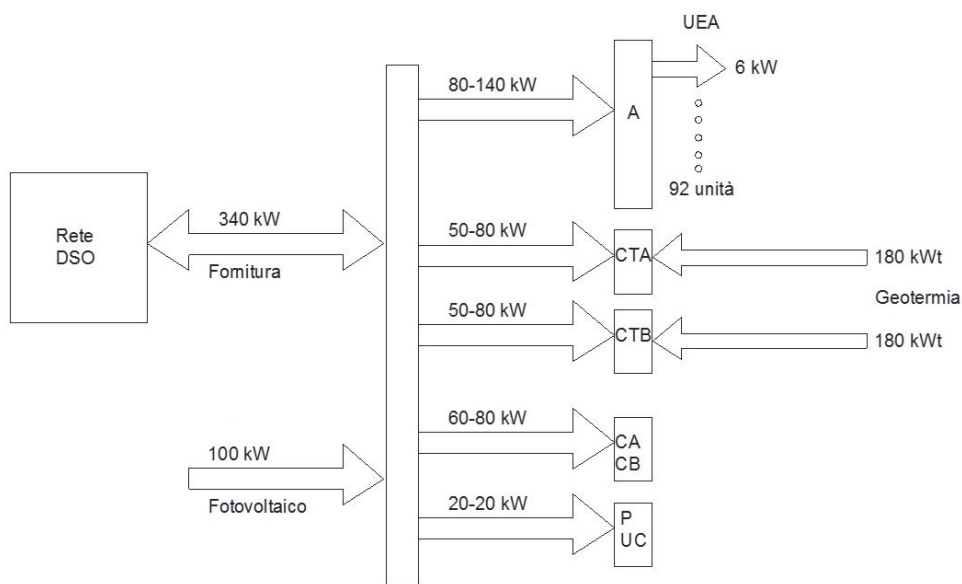 UEA
80-140 kW
6 kW
A
92 unità
Rete
DSO
340 kW
Fornitura
50-80 kW
CTA
180 kWt
Geotermia
50-80 kW
CTB
180 kWt
60-80 kW
CA
CB
100 kW
Fotovoltaico
20-20 kW
P
UC